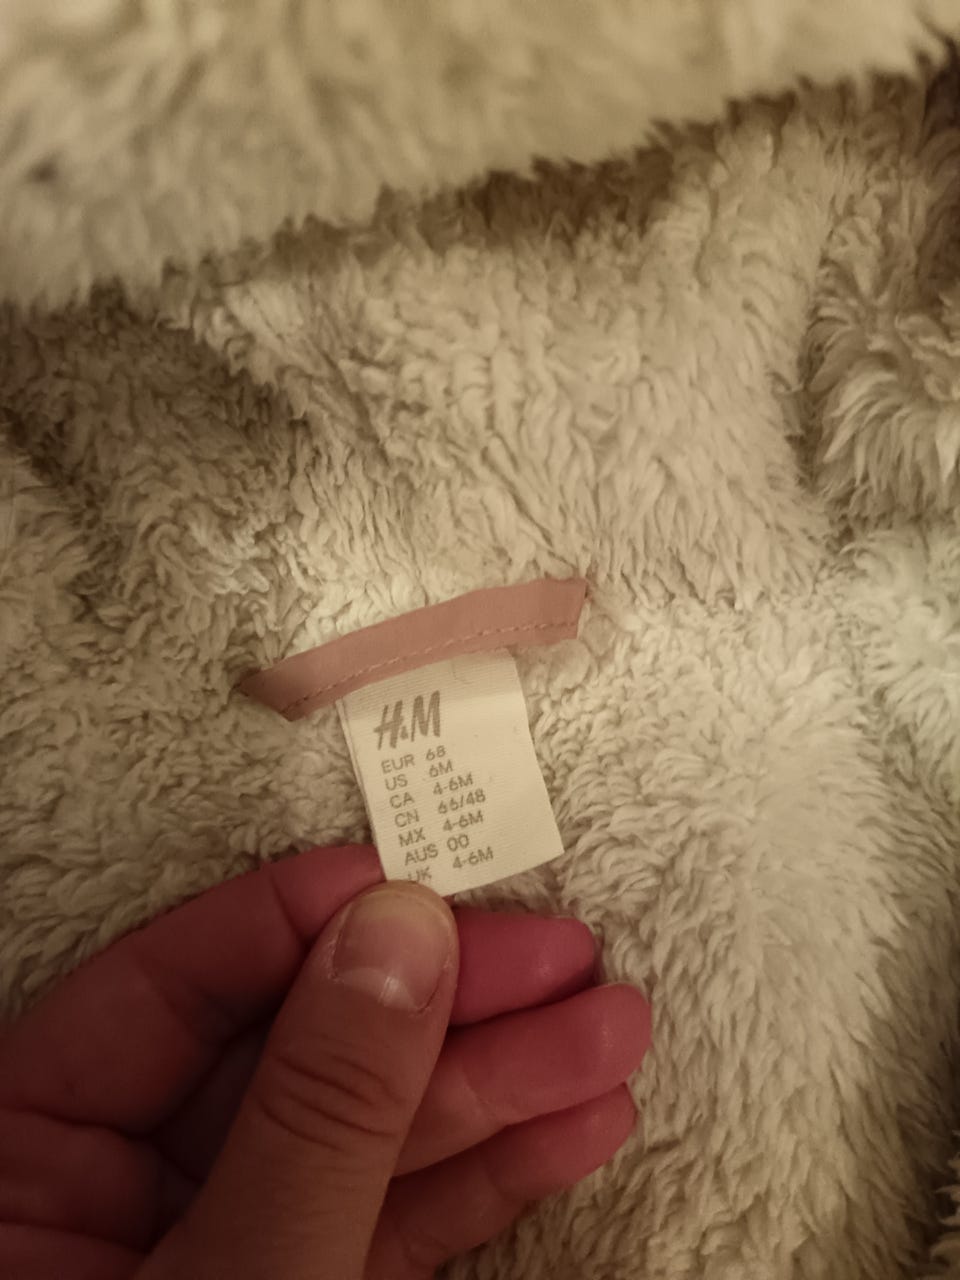 H&M
EUR 68
US 6M
CA 4-6M
CN 66/48
MX 4-6M
AUS 00
UK 4-6M